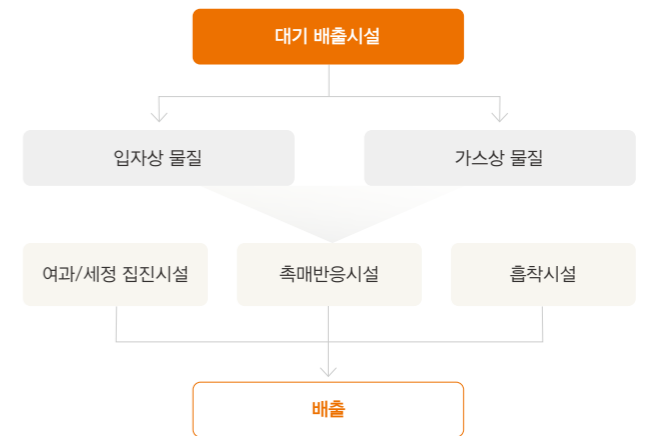 대기 배출시설
입자상 물질
가스상 물질
여과/세정 집진시설
촉매반응시설
흡착시설
배출